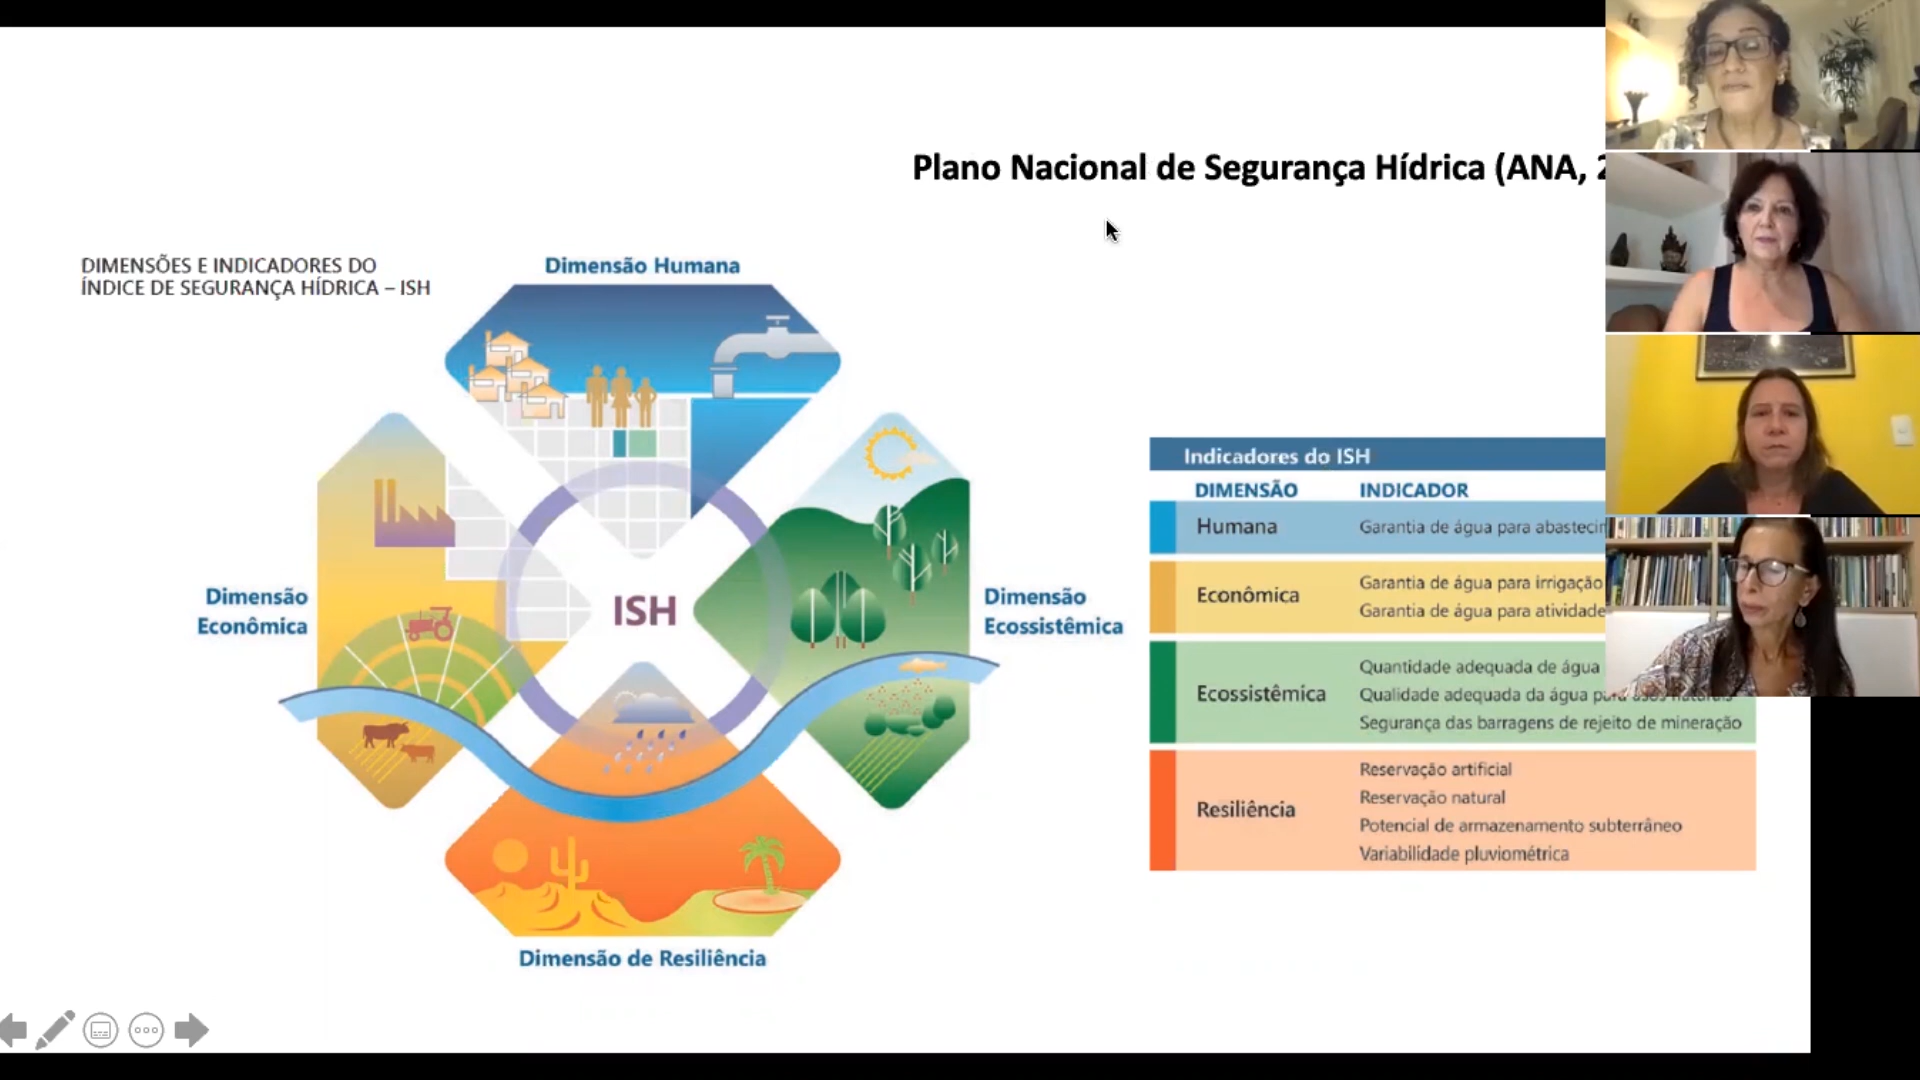 Plano Nacional de Segurança Hídrica (ANA,
DIMENSÕES E INDICADORES DO
ÍNDICE DE SEGURANÇA HÍDRICA – ISH
Dimensão Humana
Dimensão
Econômica
ISH
Dimensão
Ecossistêmica
Dimensão de Resiliência
Indicadores do ISH
DIMENSÃO INDICADOR
Humana Garantia de água para
Econômica
Garantia de água para irrigação
Garantia de água para
Ecossistêmica
Quantidade adequada de água
Qualidade adequada da água
Segurança das barragens de rejeito de mineração
Resiliência
Reservação artificial
Reservação natural
Potencial de armazenamento subterrâneo
Variabilidade pluviométrica